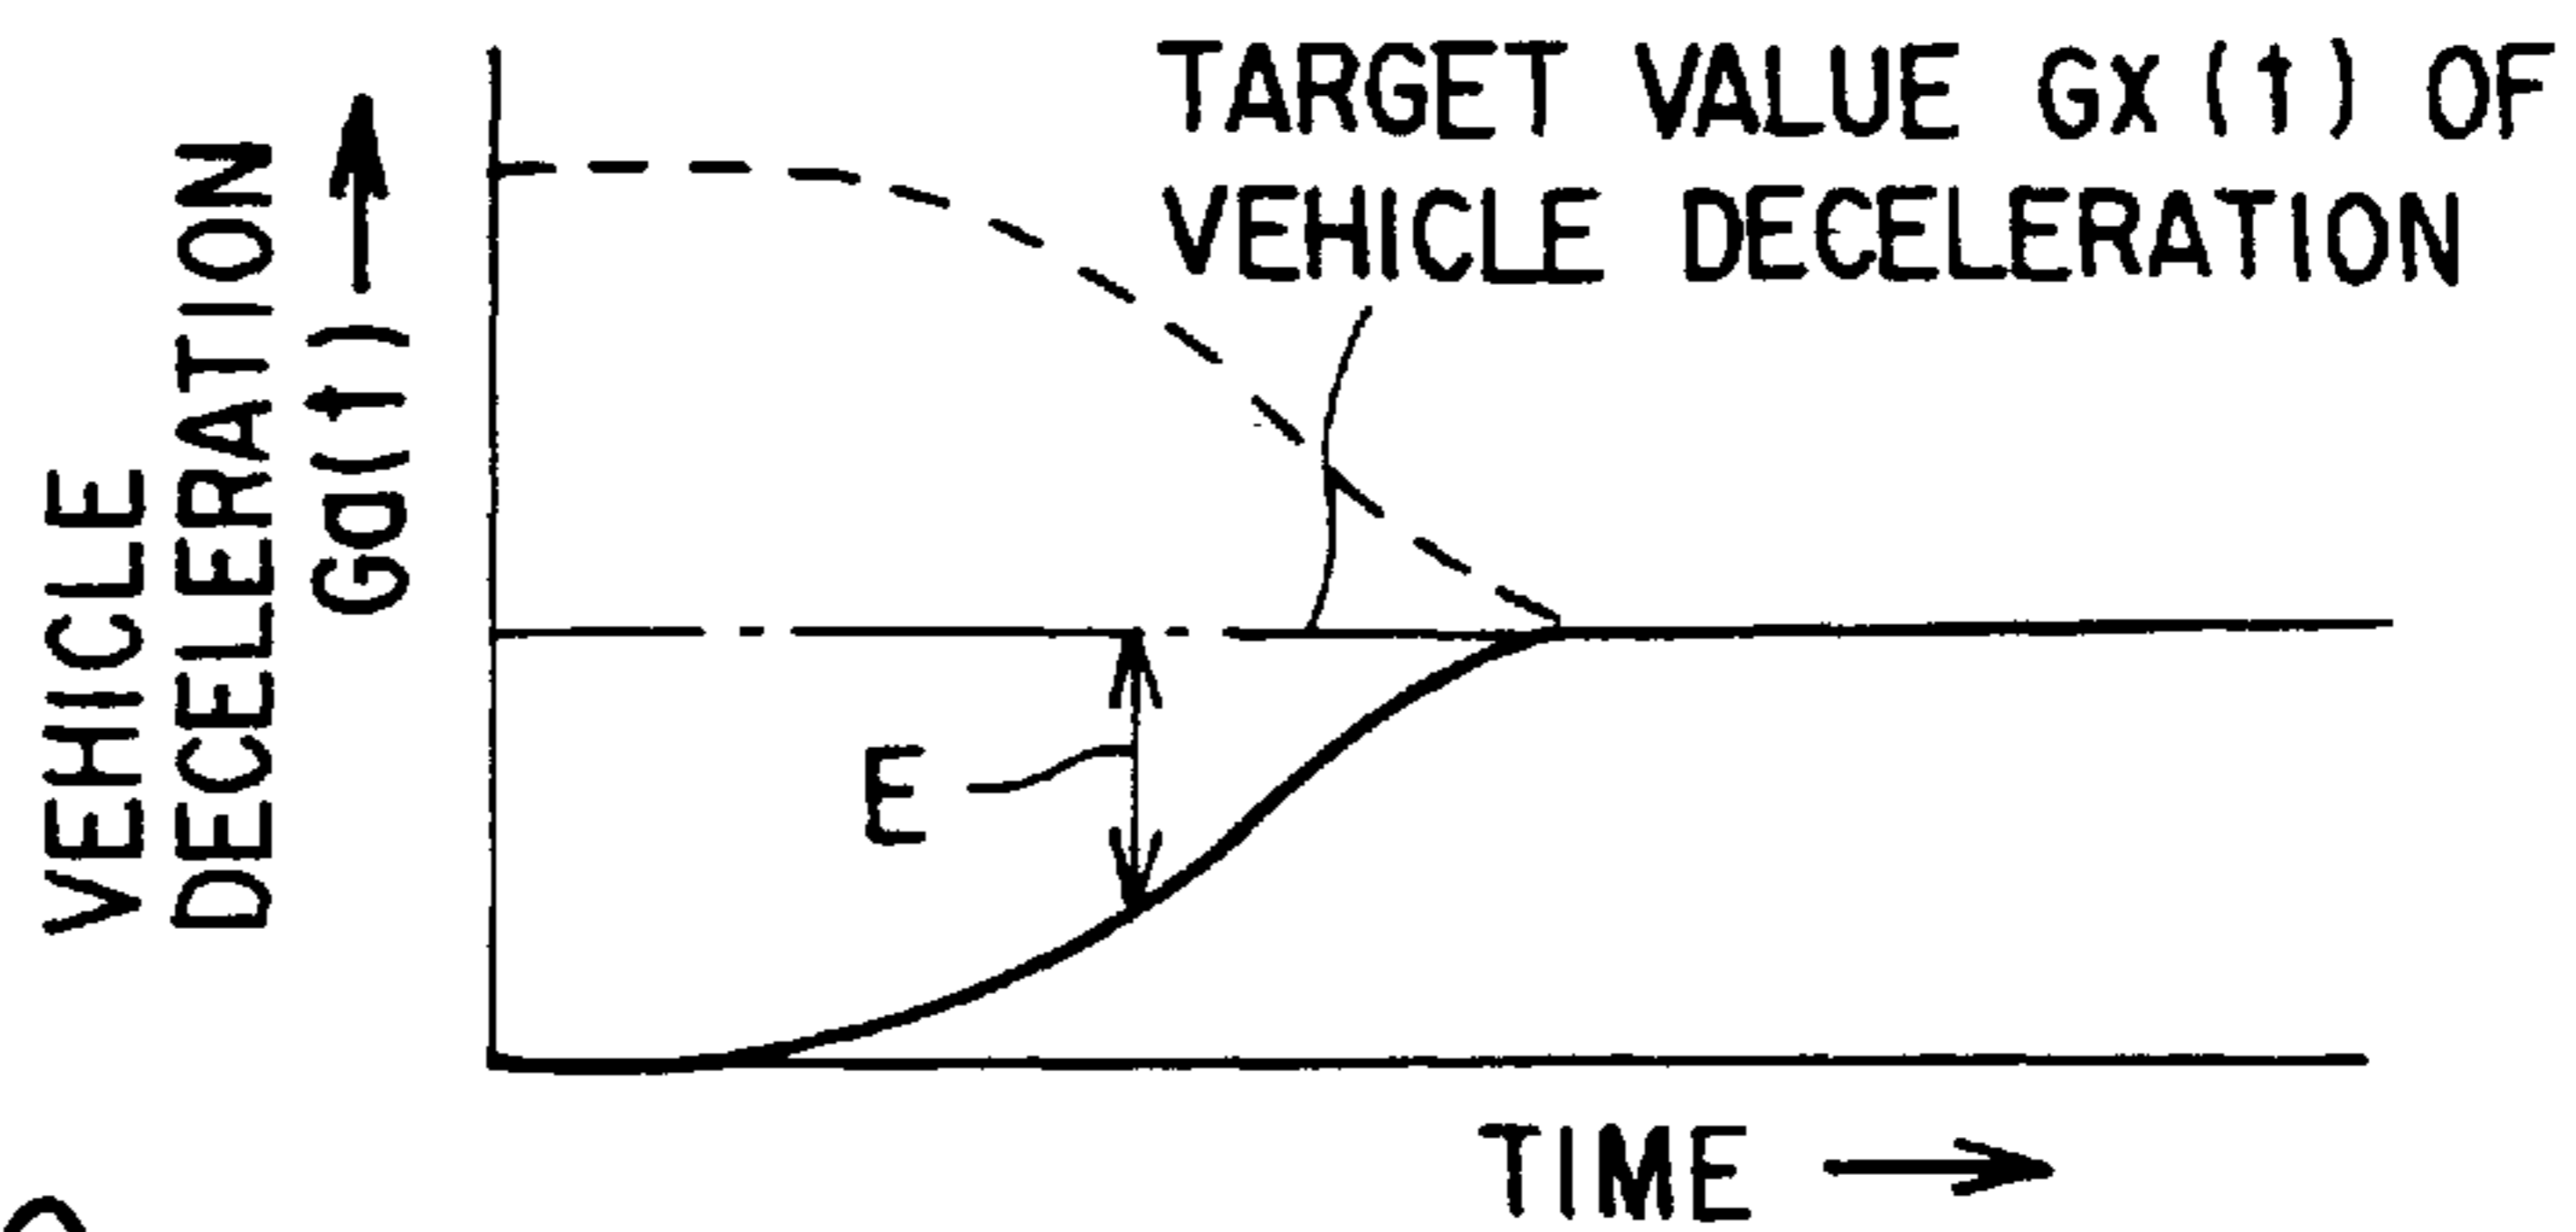 TARGET VALUE Gx(t) OF
VEHICLE DECELERATION
VEHICLE
DECELERATION
Ga(t)
E
TIME